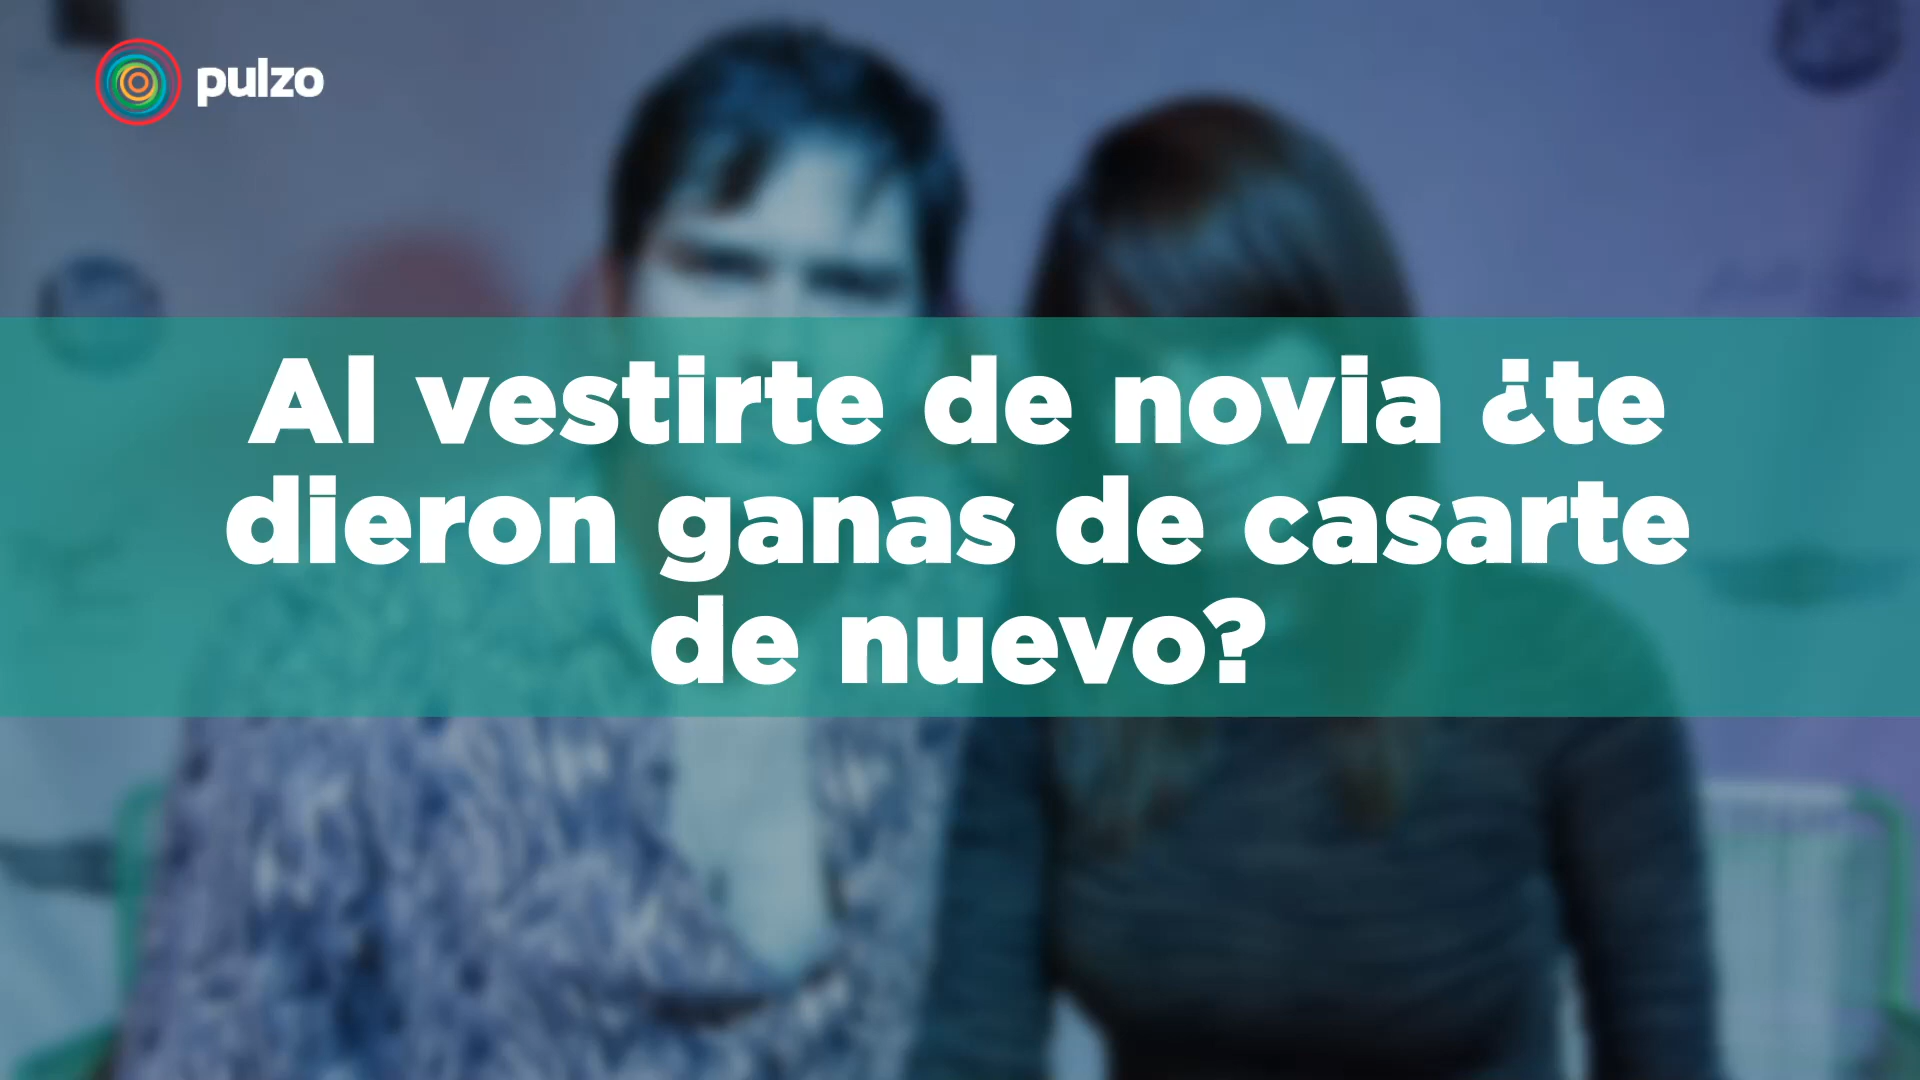 pulzo
Al vestirte de novia ¿te
dieron ganas de casarte
de nuevo?